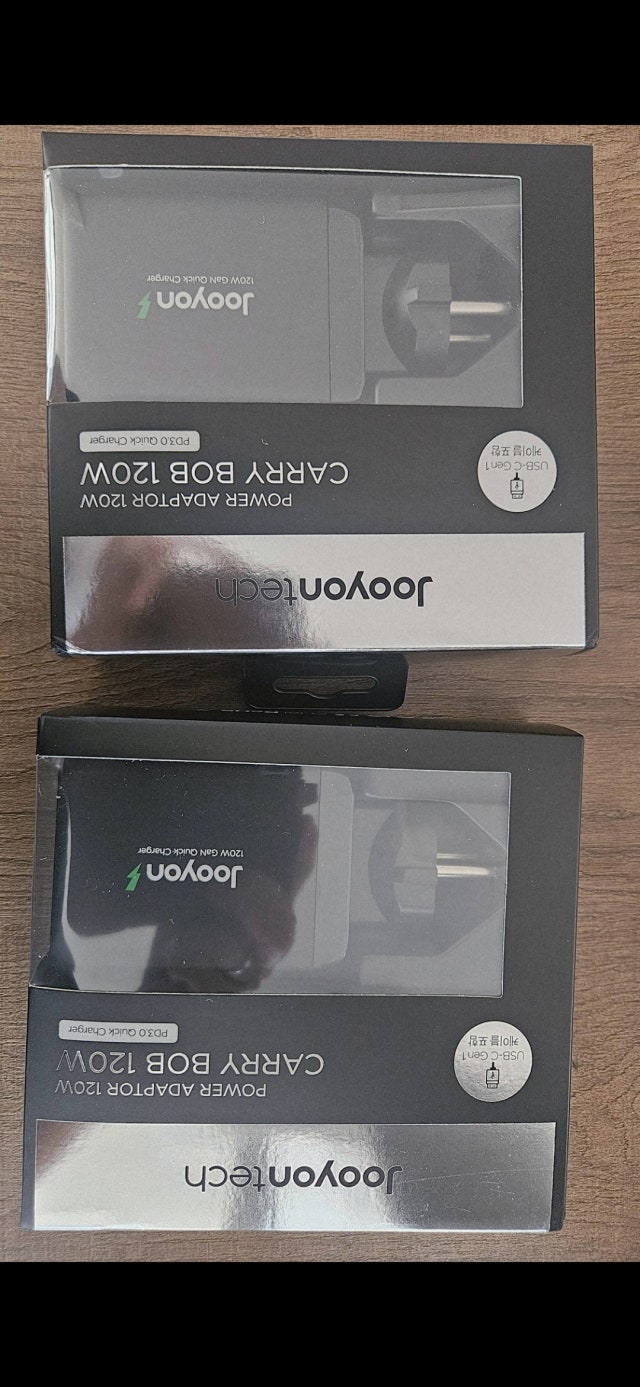 Jooyontech
POWER ADAPTOR 120W
CARRY BOB 120W
PD3.0 Quick Charger
USB-C Gen1
케이블 포함
Jooyon
120W GaN Quick Charger
Jooyontech
POWER ADAPTOR 120W
CARRY BOB 120W
PD3.0 Quick Charger
USB-C Gen1
케이블 포함
Jooyon
120W GaN Quick Charger